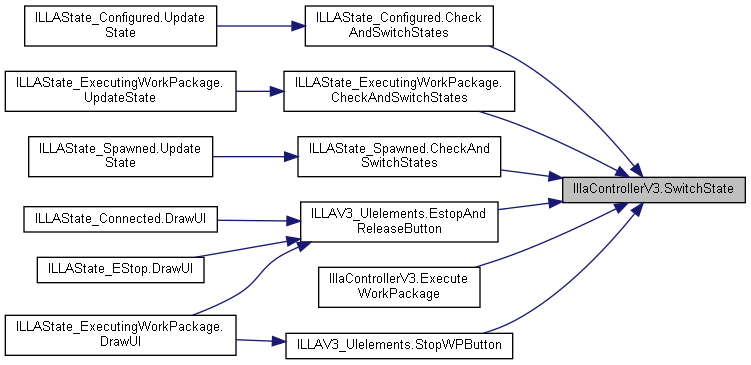 ILLAState_Configured.Update
State
ILLAState_Configured.Check
AndSwitchStates
ILLAState_ExecutingWorkPackage.
UpdateState
ILLAState_ExecutingWorkPackage.
CheckAndSwitchStates
ILLAState_Spawned.Update
State
ILLAState_Spawned.CheckAnd
SwitchStates
IllaControllerV3.SwitchState
ILLAState_Connected.DrawUI
ILLAV3_UIelements.EstopAnd
ReleaseButton
ILLAState_EStop.DrawUI
IllaControllerV3.Execute
WorkPackage
ILLAState_ExecutingWorkPackage.
DrawUI
ILLAV3_UIelements.StopWPButton